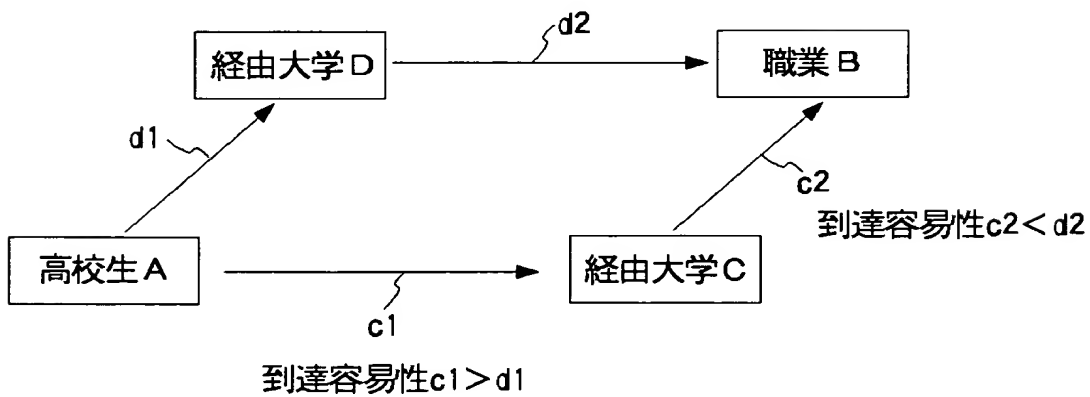 d2
経由大学D
職業B
d1
c2
到達容易性c2<d2
高校生A
経由大学C
c1
到達容易性c1>d1